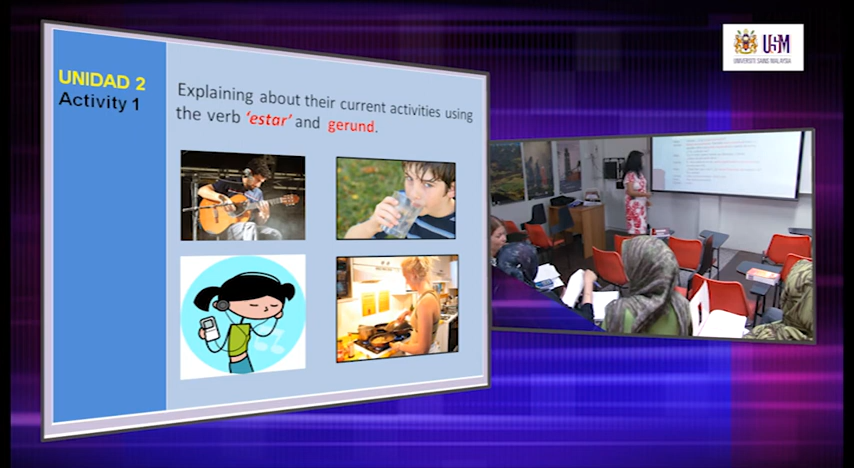 UNIDAD 2
Activity 1
Explaining about their current activities using
the verb ‘estar’ and gerund.
USM
UNIVERSITI SAINS MALAYSIA